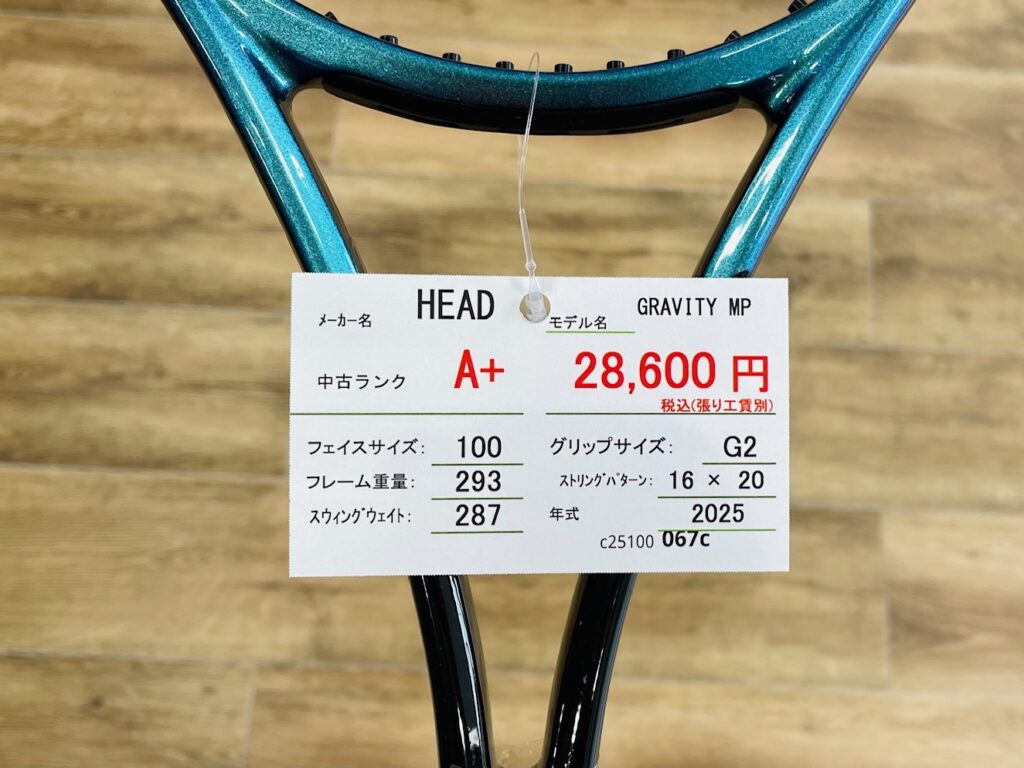 メーカー名 HEAD モデル名 GRAVITY MP
中古ランク A+ 28,600 円
税込(張り工賃別)
フェイスサイズ: 100 グリップサイズ: G2
フレーム重量: 293 ストリングパターン: 16 × 20
スウィングウェイト: 287 年式 2025
c25100 067c